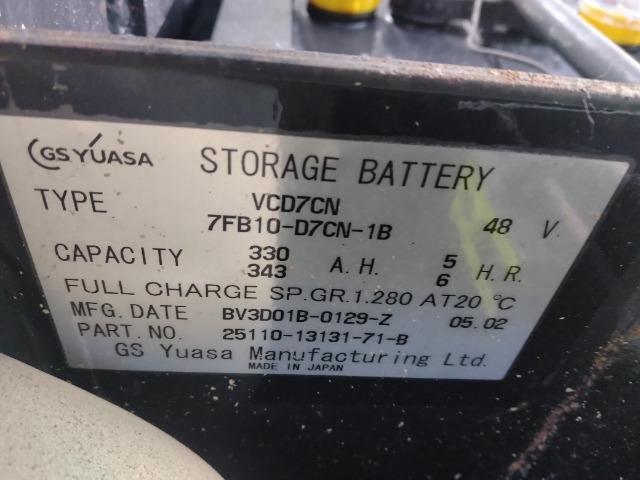 GS YUASA STORAGE BATTERY
TYPE VCD7CN
7FB10-D7CN-1B 48 V.
CAPACITY 330 A.H. 5 H.R.
343 6
FULL CHARGE SP.GR.1.280 AT20 ℃
MFG. DATE BV3D01B-0129-Z 05.02
PART. NO. 25110-13131-71-B
GS Yuasa Manufacturing Ltd.
MADE IN JAPAN